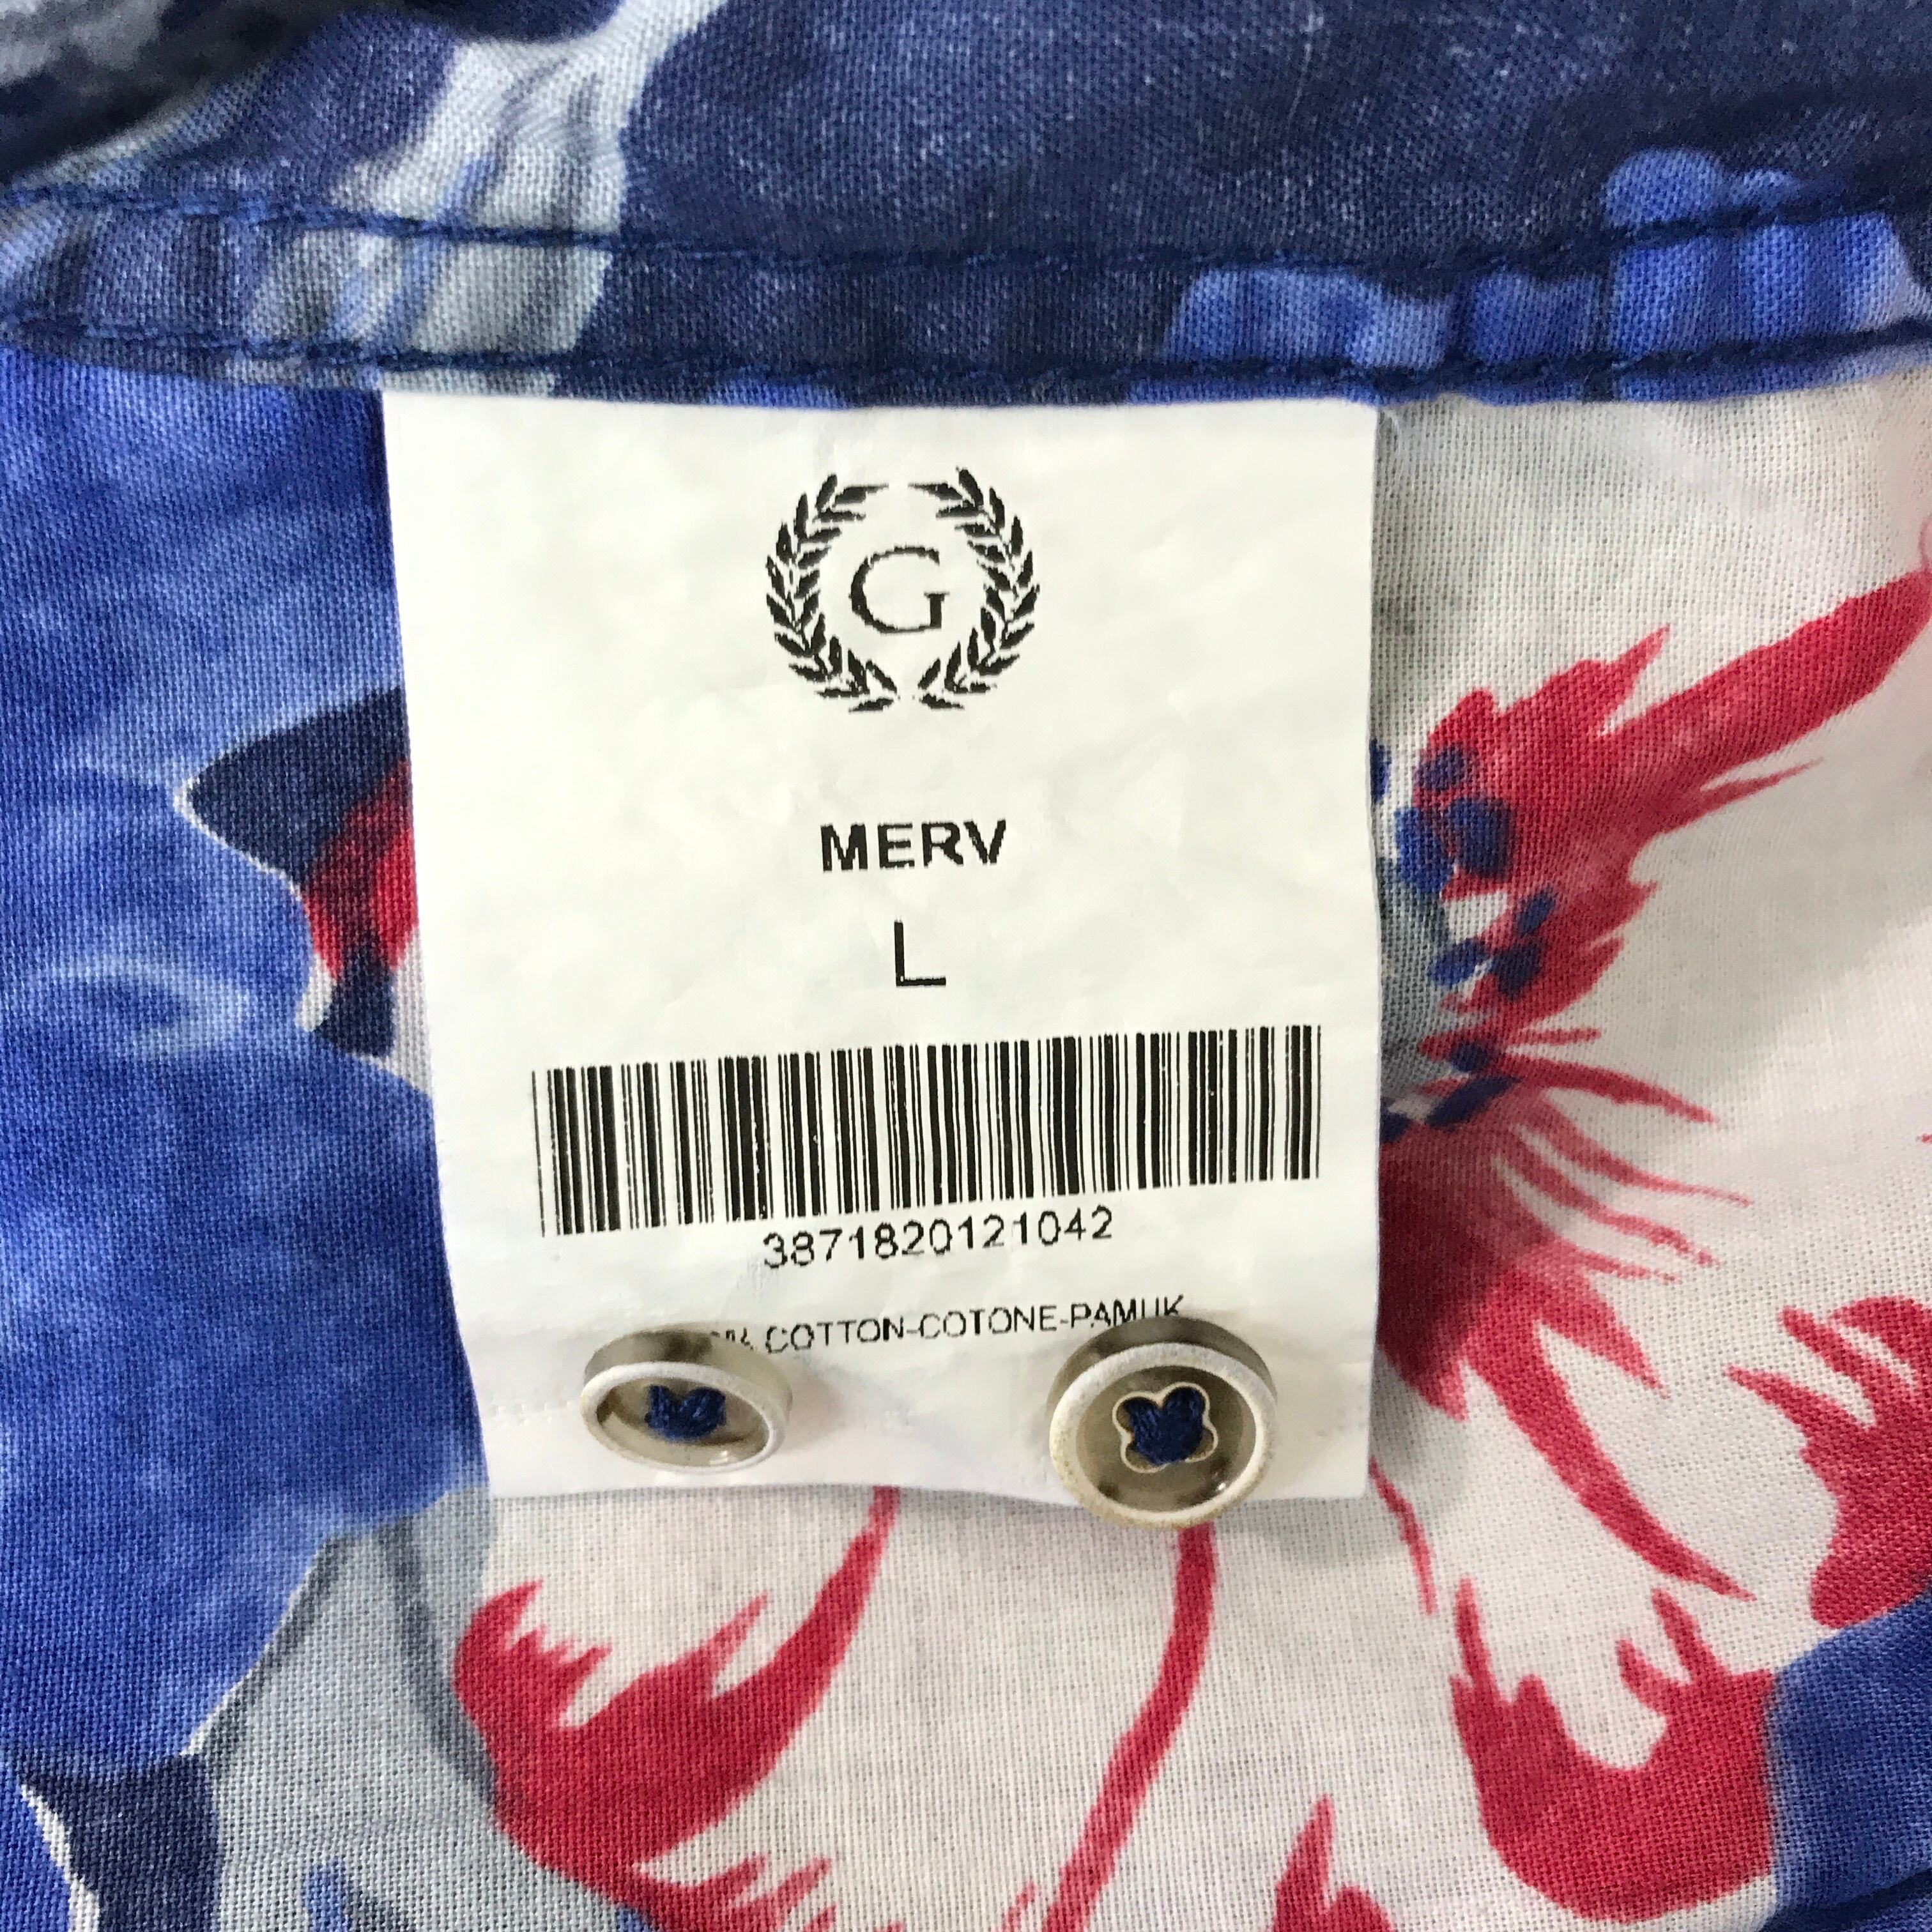 G
MERV
L
3871820121042
% COTTON-COTONE-PAMUK